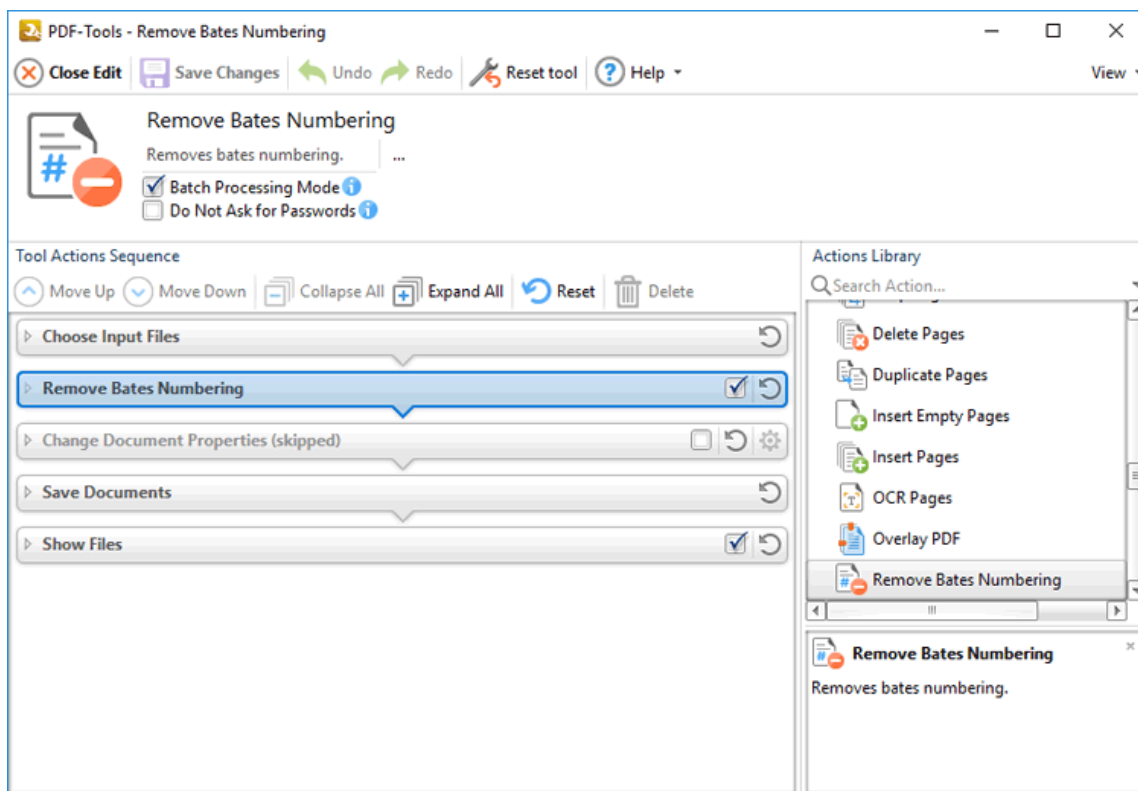 PDF-Tools - Remove Bates Numbering
Close Edit Save Changes Undo Redo Reset tool ? Help View
Remove Bates Numbering
Removes bates numbering. ...
Batch Processing Mode i
Do Not Ask for Passwords i
Tool Actions Sequence
Move Up Move Down Collapse All Expand All Reset Delete
Choose Input Files
Remove Bates Numbering
Change Document Properties (skipped)
Save Documents
Show Files
Actions Library
Search Action...
Delete Pages
Duplicate Pages
Insert Empty Pages
Insert Pages
OCR Pages
Overlay PDF
Remove Bates Numbering
Remove Bates Numbering
Removes bates numbering.